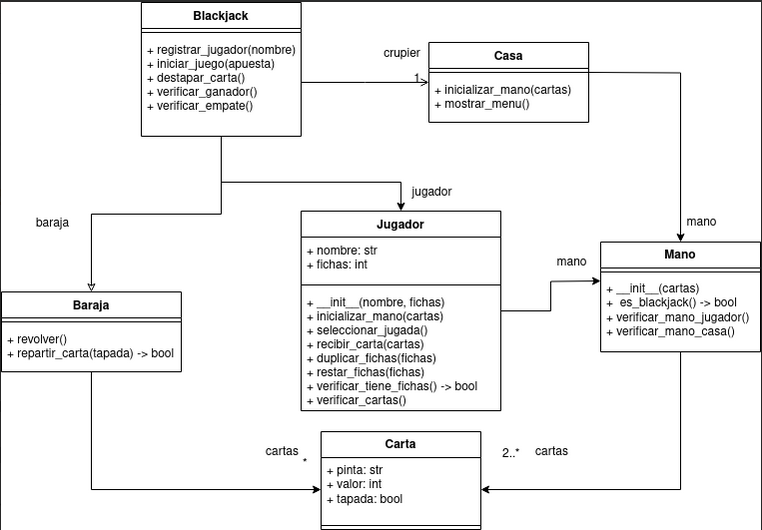 Blackjack
+ registrar_jugador(nombre)
+ iniciar_juego(apuesta)
+ destapar_carta()
+ verificar_ganador()
+ verificar_empate()
crupier
1
Casa
+ inicializar_mano(cartas)
+ mostrar_menu()
baraja
jugador
mano
Jugador
+ nombre: str
+ fichas: int
+ __init__(nombre, fichas)
+ inicializar_mano(cartas)
+ seleccionar_jugada()
+ recibir_carta(cartas)
+ duplicar_fichas(fichas)
+ restar_fichas(fichas)
+ verificar_tiene_fichas() -> bool
+ verificar_cartas()
mano
Mano
+ __init__(cartas)
+ es_blackjack() -> bool
+ verificar_mano_jugador()
+ verificar_mano_casa()
Baraja
+ revolver()
+ repartir_carta(tapada) -> bool
cartas
*
Carta
+ pinta: str
+ valor: int
+ tapada: bool
2..*
cartas